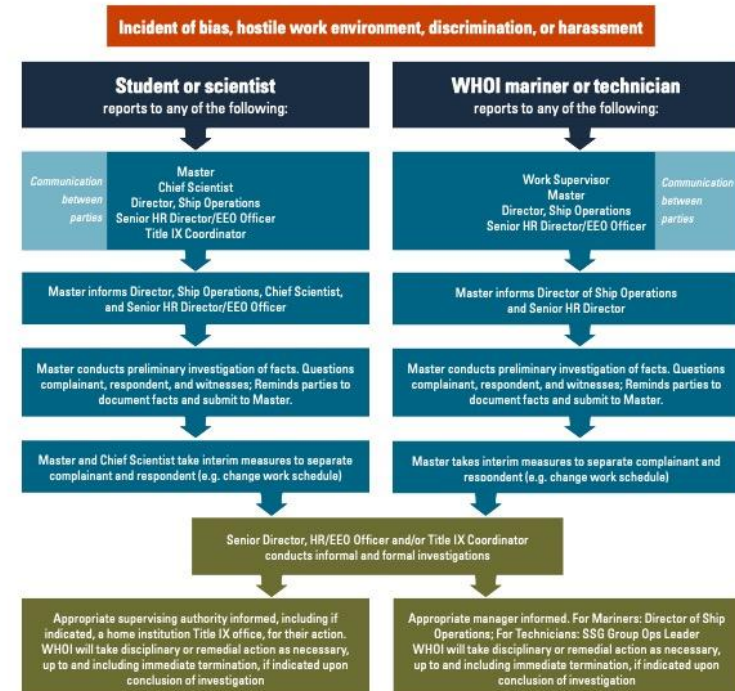 Incident of bias, hostile work environment, discrimination, or harassment
Student or scientist
reports to any of the following:
Communication
between
parties
Master
Chief Scientist
Director, Ship Operations
Senior HR Director/EEO Officer
Title IX Coordinator
Master informs Director, Ship Operations, Chief Scientist,
and Senior HR Director/EEO Officer
Master conducts preliminary investigation of facts. Questions
complainant, respondent, and witnesses; Reminds parties to
document facts and submit to Master.
Master and Chief Scientist take interim measures to separate
complainant and respondent (e.g. change work schedule)
WHOI mariner or technician
reports to any of the following:
Work Supervisor
Master
Director, Ship Operations
Senior HR Director/EEO Officer
Communication
between
parties
Master informs Director of Ship Operations
and Senior HR Director
Master conducts preliminary investigation of facts. Questions
complainant, respondent, and witnesses; Reminds parties to
document facts and submit to Master.
Master takes interim measures to separate complainant and
respondent (e.g. change work schedule)
Senior Director, HR/EEO Officer and/or Title IX Coordinator
conducts informal and formal investigations
Appropriate supervising authority informed, including if
indicated, a home institution Title IX office, for their action.
WHOI will take disciplinary or remedial action as necessary,
up to and including immediate termination, if indicated upon
conclusion of investigation
Appropriate manager informed. For Mariners: Director of Ship
Operations; For Technicians: SSG Group Ops Leader
WHOI will take disciplinary or remedial action as necessary,
up to and including immediate termination, if indicated upon
conclusion of investigation